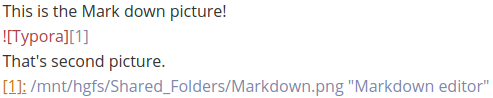 This is the Mark down picture!
![Typora][1]
That's second picture.
[1]: /mnt/hgfs/Shared_Folders/Markdown.png "Markdown editor"